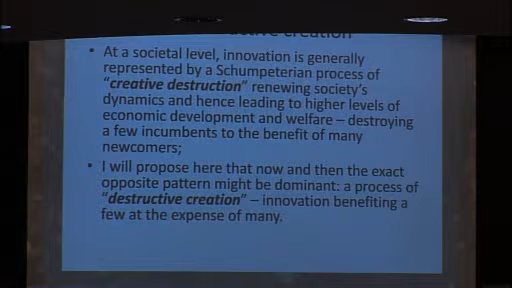 creation
• At a societal level, innovation is generally
represented by a Schumpeterian process of
“creative destruction” renewing society’s
dynamics and hence leading to higher levels of
economic development and welfare – destroying
a few incumbents to the benefit of many
newcomers;
• I will propose here that now and then the exact
opposite pattern might be dominant: a process of
“destructive creation” – innovation benefiting a
few at the expense of many.